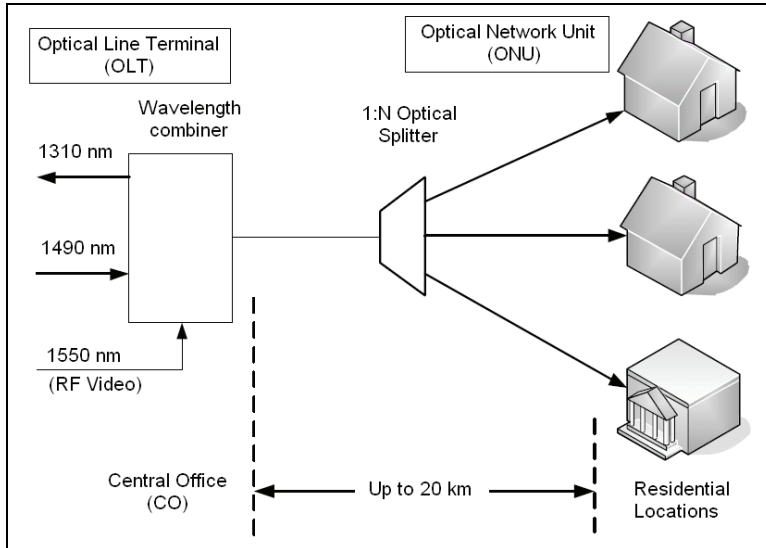 Optical Line Terminal
(OLT)
Optical Network Unit
(ONU)
Wavelength
combiner
1:N Optical
Splitter
1310 nm
1490 nm
1550 nm
(RF Video)
Central Office
(CO)
Up to 20 km
Residential
Locations